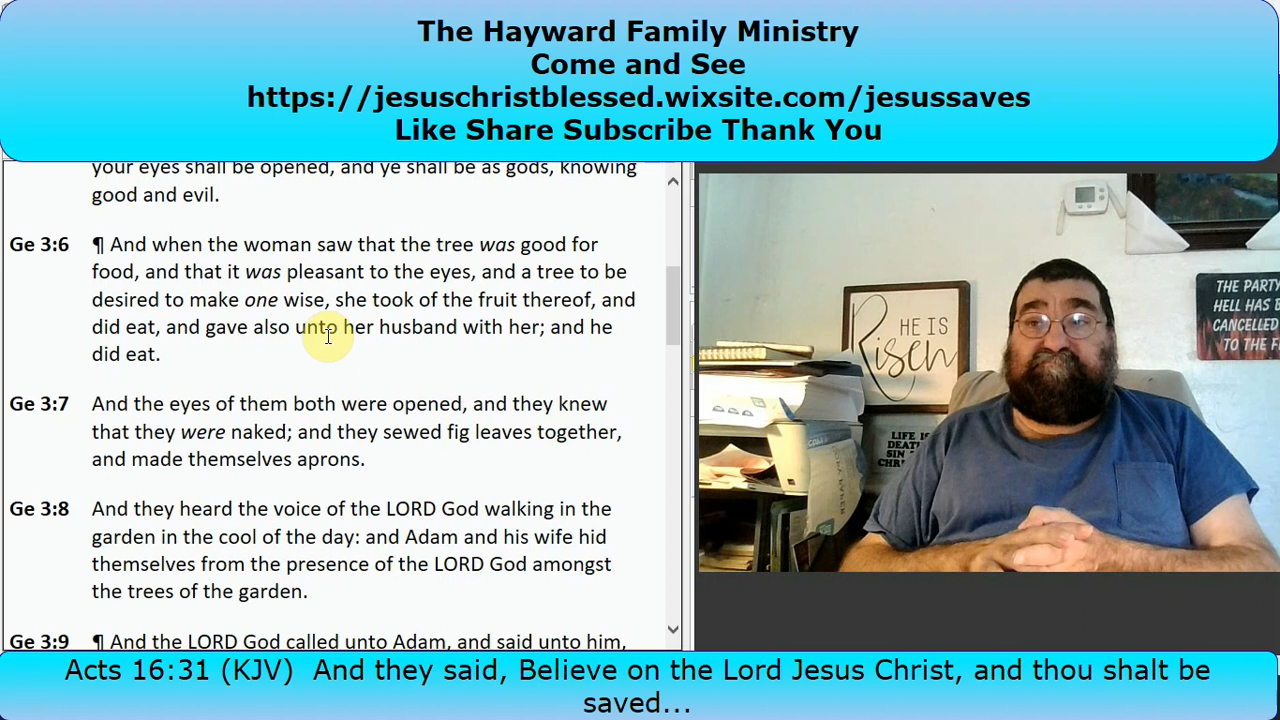 The Hayward Family Ministry
Come and See
https://jesuschristblessed.wixsite.com/jesussaves
Like Share Subscribe Thank You
your eyes shall be opened, and ye shall be as gods, knowing
good and evil.
Ge 3:6 ¶ And when the woman saw that the tree was good for
food, and that it was pleasant to the eyes, and a tree to be
desired to make one wise, she took of the fruit thereof, and
did eat, and gave also unto her husband with her; and he
did eat.
Ge 3:7 And the eyes of them both were opened, and they knew
that they were naked; and they sewed fig leaves together,
and made themselves aprons.
Ge 3:8 And they heard the voice of the LORD God walking in the
garden in the cool of the day: and Adam and his wife hid
themselves from the presence of the LORD God amongst
the trees of the garden.
Ge 3:9 ¶ And the LORD God called unto Adam, and said unto him,
HE IS
Risen
LIFE IS
DEAT
SIN
CHR
THE PARTY
HELL HAS B
CANCELLED
TO THE F
Acts 16:31 (KJV) And they said, Believe on the Lord Jesus Christ, and thou shalt be
saved...